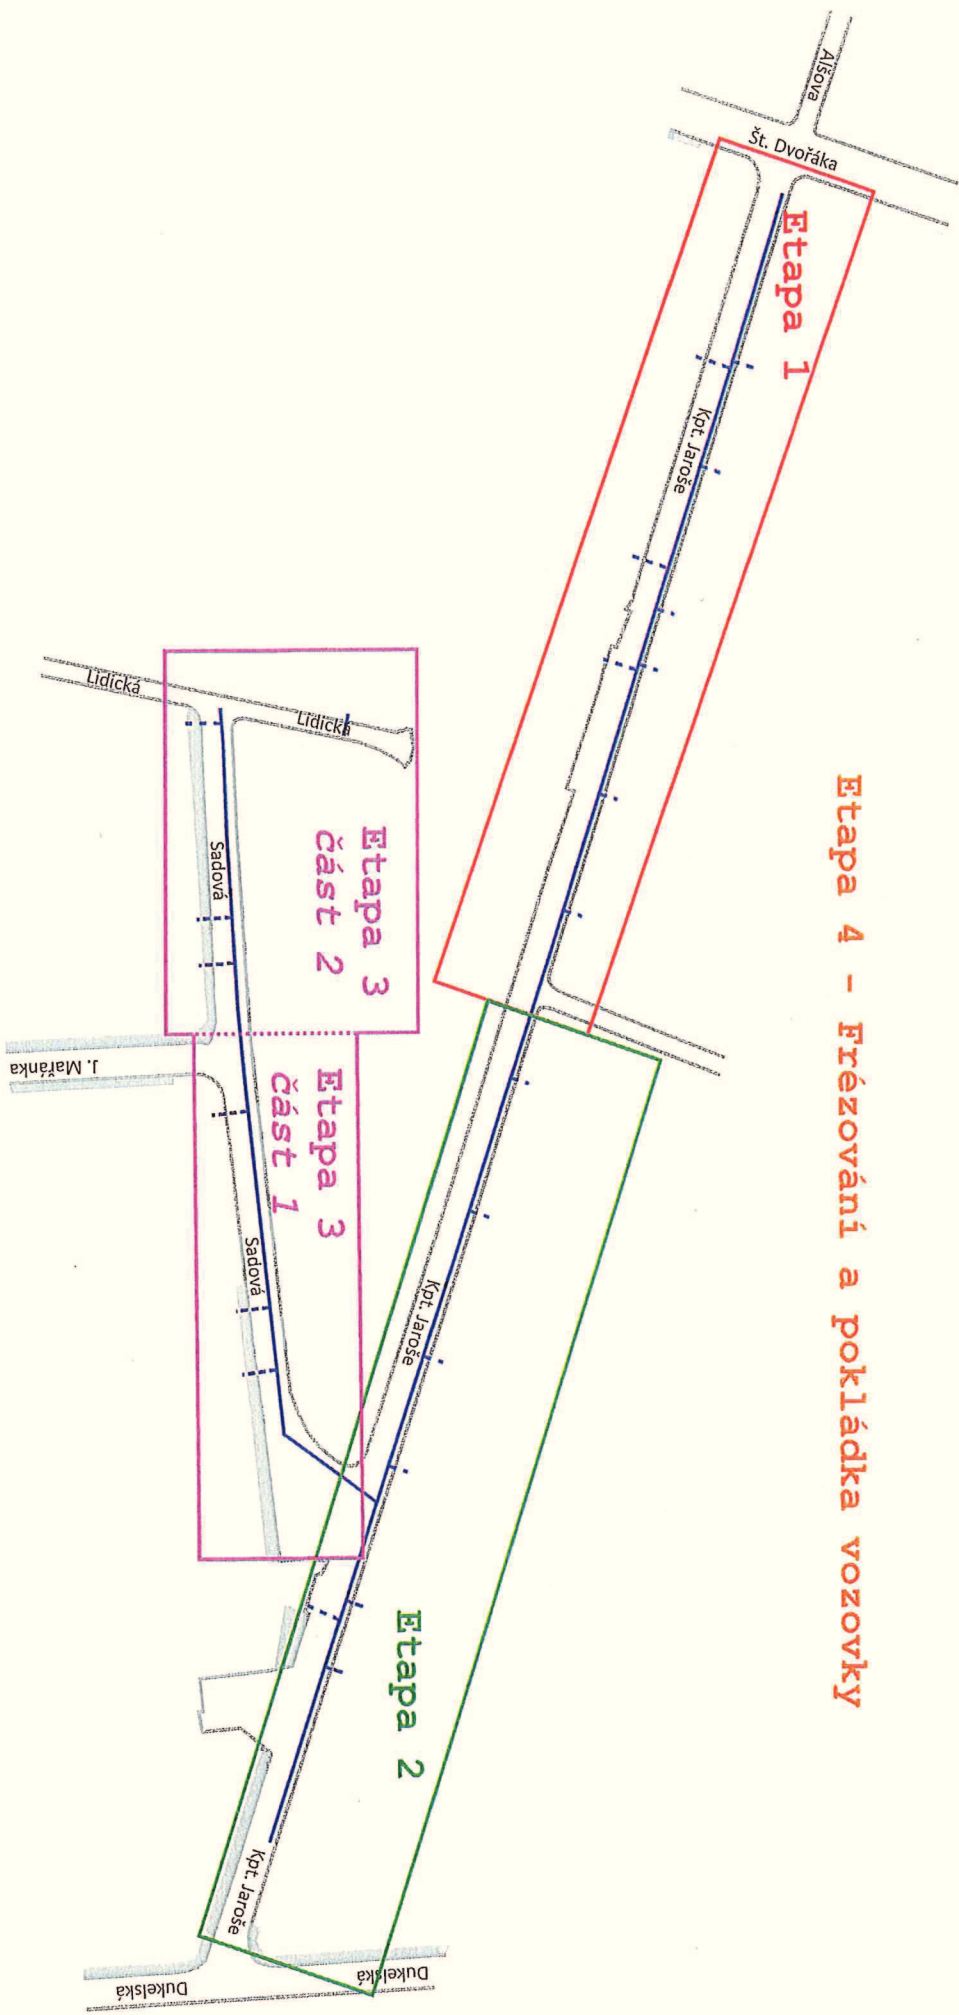 Etapa 4 - Frézování a pokládka vozovky
Alšova
Št. Dvořáka
Etapa 1
Kpt. Jaroše
Kpt. Jaroše
Etapa 2
Kpt. Jaroše
Dukelská
Dukelská
Lidická
Lidická
Etapa 3
část 2
Sadová
J. Mařánka
Etapa 3
část 1
Sadová